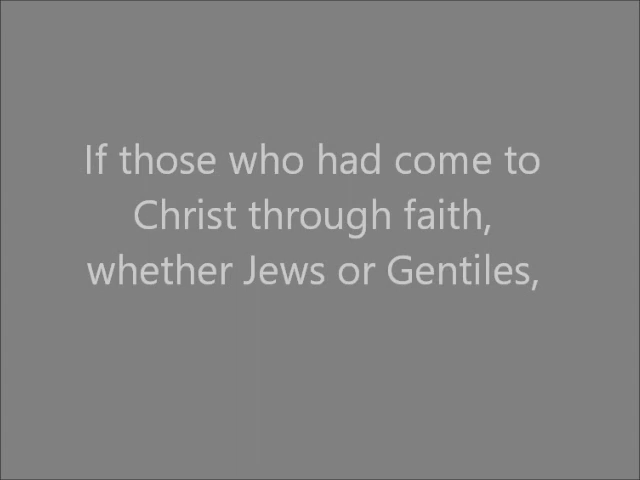 If those who had come to
Christ through faith,
whether Jews or Gentiles,